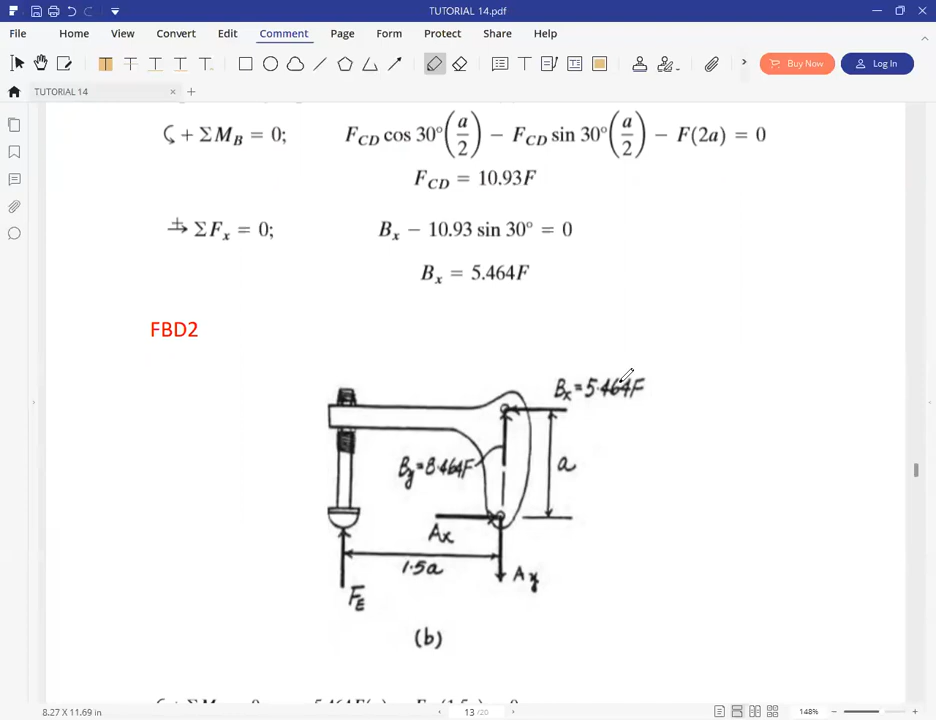 TUTORIAL 14.pdf
File Home View Convert Edit Comment Page Form Protect Share Help
Buy Now Log In
TUTORIAL 14.pdf
ζ + ΣM_B = 0; F_CD cos 30°(a/2) − F_CD sin 30°(a/2) − F(2a) = 0
F_CD = 10.93F
→+ ΣF_x = 0; B_x − 10.93 sin 30° = 0
B_x = 5.464F
FBD2
Bx = 5.464F
By = 8.464F
a
Ax
1.5a
Ay
FE
(b)
8.27 X 11.69 in 13 /20 148%